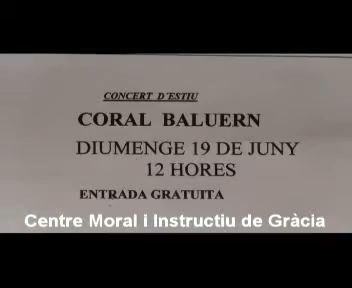 CONCERT D'ESTIU
CORAL BALUERN
DIUMENGE 19 DE JUNY
12 HORES
ENTRADA GRATUITA
Centre Moral i Instructiu de Gràcia